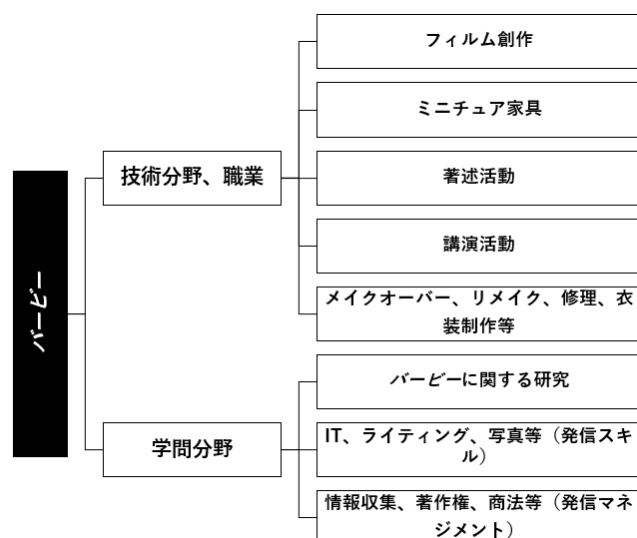 バービー
技術分野、職業
フィルム創作
ミニチュア家具
著述活動
講演活動
メイクオーバー、リメイク、修理、衣
装制作等
学問分野
バービーに関する研究
IT、ライティング、写真等（発信スキ
ル）
情報収集、著作権、商法等（発信マネ
ジメント）